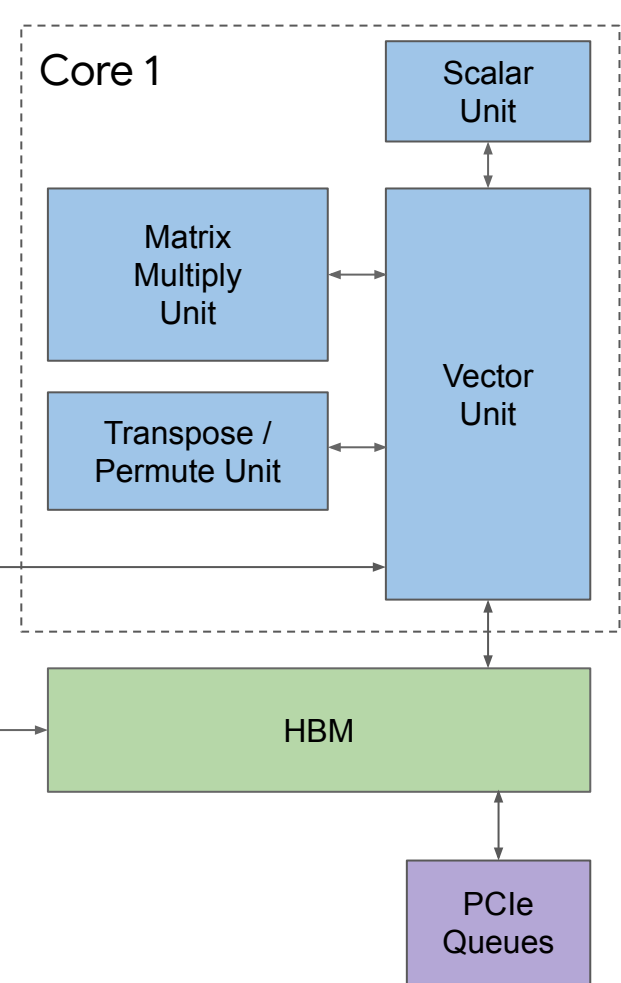 Core 1
Scalar
Unit
Matrix
Multiply
Unit
Vector
Unit
Transpose /
Permute Unit
HBM
PCIe
Queues